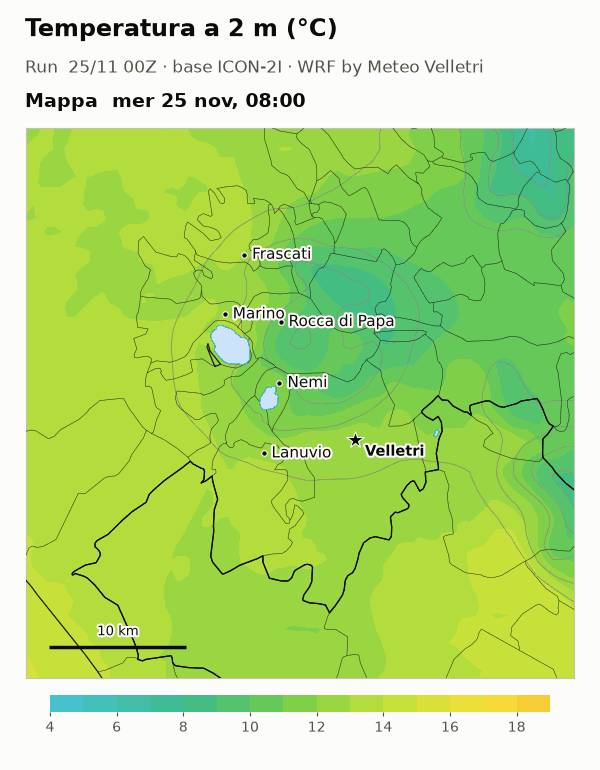 Temperatura a 2 m (°C)
Run  25/11 00Z · base ICON-2I · WRF by Meteo Velletri
Mappa  mer 25 nov, 08:00
Frascati
Marino
Rocca di Papa
Nemi
Velletri
Lanuvio
10 km
4 6 8 10 12 14 16 18